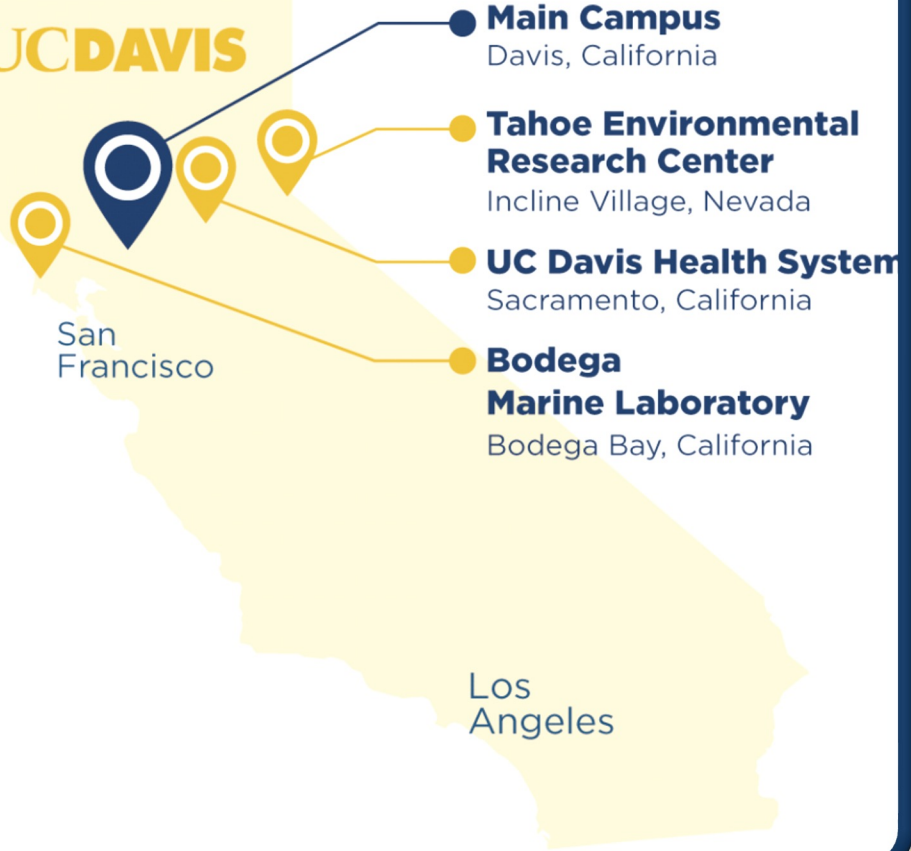 UCDAVIS
Main Campus
Davis, California
Tahoe Environmental
Research Center
Incline Village, Nevada
UC Davis Health System
Sacramento, California
Bodega
Marine Laboratory
Bodega Bay, California
San
Francisco
Los
Angeles